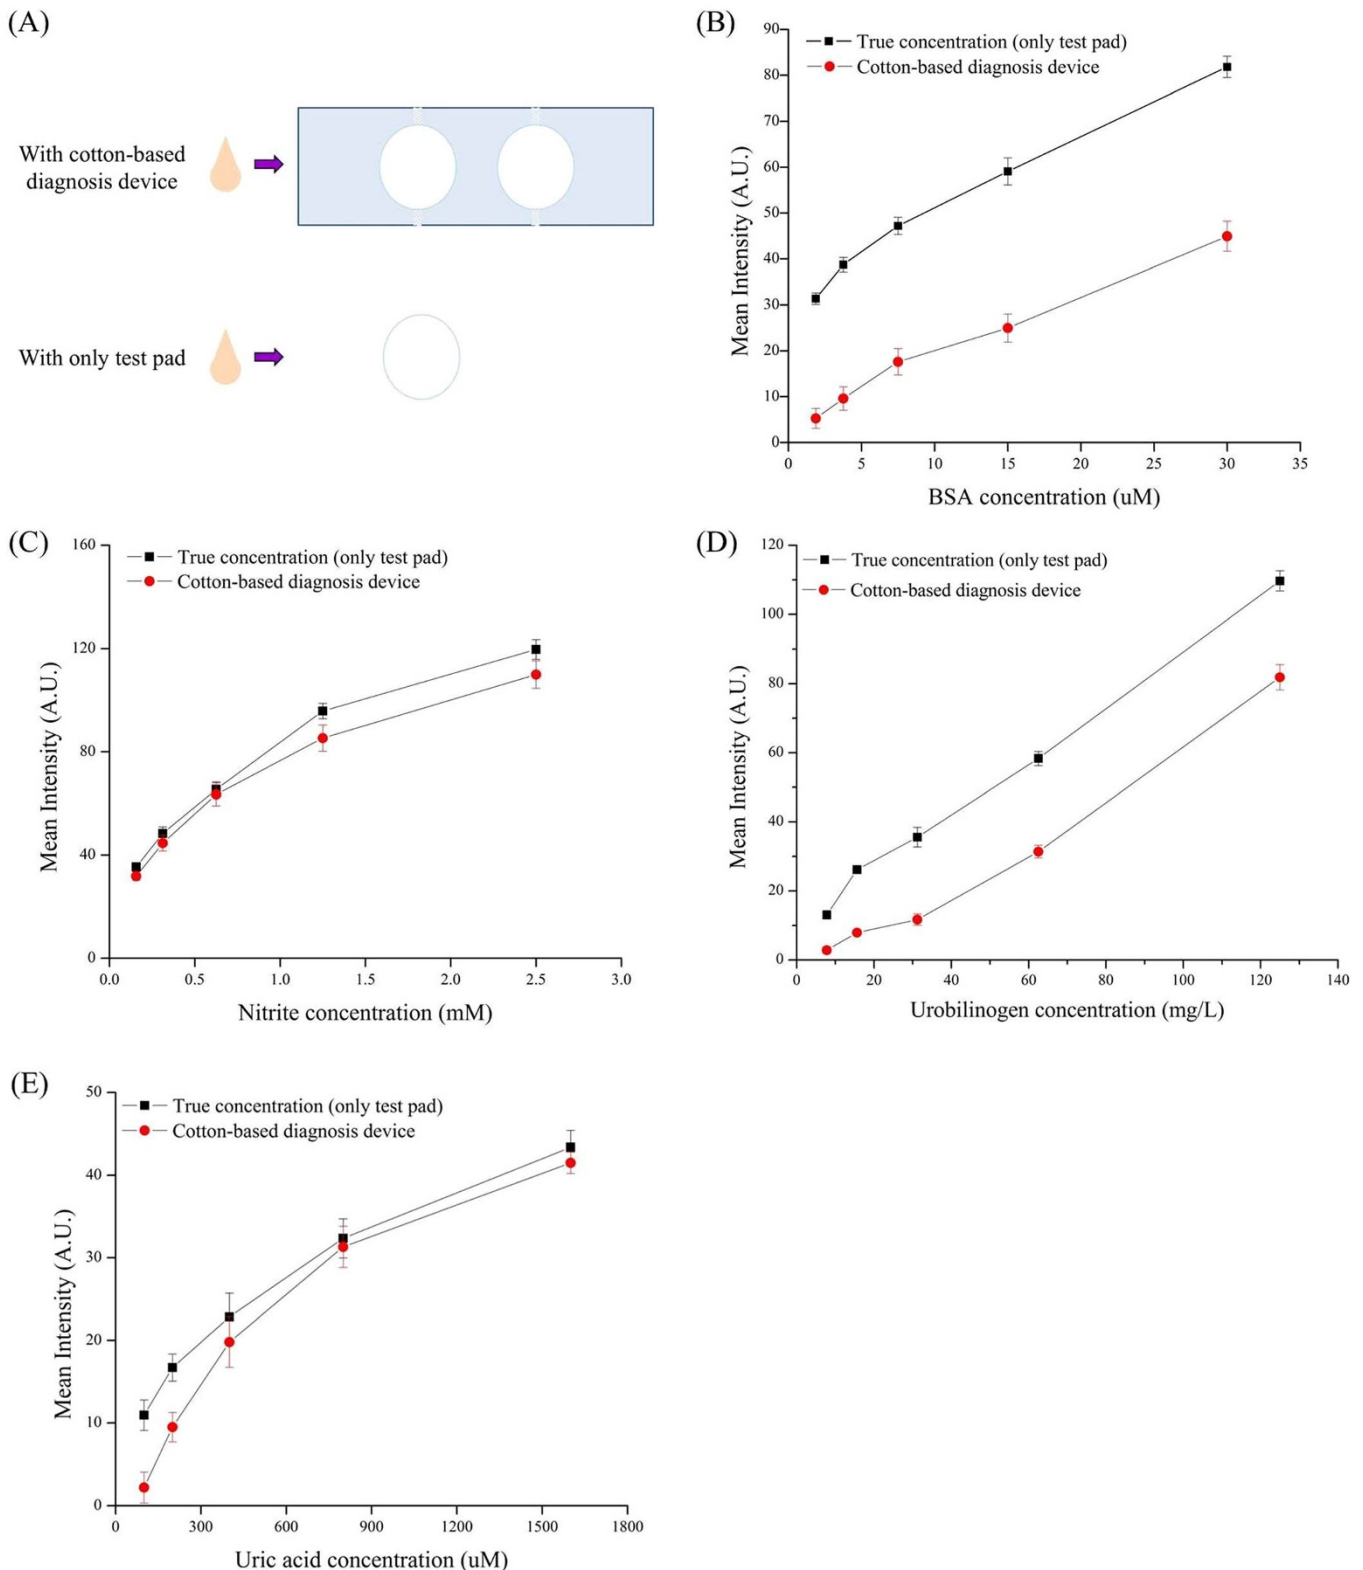 (A)
With cotton-based
diagnosis device
With only test pad
(B)
True concentration (only test pad)
Cotton-based diagnosis device
Mean Intensity (A.U.)
90
80
70
60
50
40
30
20
10
0
0 5 10 15 20 25 30 35
BSA concentration (uM)
(C)
True concentration (only test pad)
Cotton-based diagnosis device
Mean Intensity (A.U.)
160
120
80
40
0
0.0 0.5 1.0 1.5 2.0 2.5 3.0
Nitrite concentration (mM)
(D)
True concentration (only test pad)
Cotton-based diagnosis device
Mean Intensity (A.U.)
120
100
80
60
40
20
0
0 20 40 60 80 100 120 140
Urobilinogen concentration (mg/L)
(E)
True concentration (only test pad)
Cotton-based diagnosis device
Mean Intensity (A.U.)
50
40
30
20
10
0
0 300 600 900 1200 1500 1800
Uric acid concentration (uM)